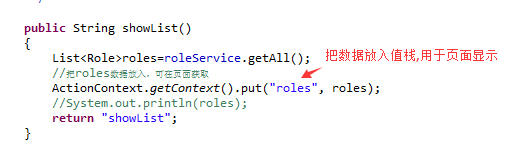 public String showList()
{
List<Role>roles=roleService.getAll();
//把roles数据放入，可在页面获取
ActionContext.getContext().put("roles", roles);
//System.out.println(roles);
return "showList";
}
把数据放入值栈,用于页面显示